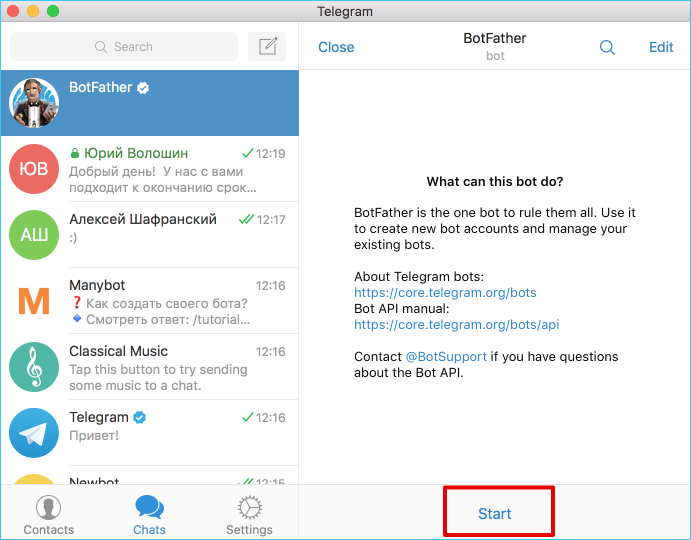 Telegram
Search
Close
BotFather
bot
Edit
BotFather
Юрий Волошин 12:19
Добрый день! У нас с вами
подходит к окончанию срок...
ЮВ
Алексей Шафранский 12:17
:)
АШ
Manybot 12:16
❓ Как создать своего бота?
🔹 Смотреть ответ: /tutorial...
M
Classical Music 12:16
Tap this button to try sending
some music to a chat.
Telegram 12:16
Привет!
Newbot 12:15
Contacts
Chats
Settings
What can this bot do?
BotFather is the one bot to rule them all. Use it
to create new bot accounts and manage your
existing bots.
About Telegram bots:
https://core.telegram.org/bots
Bot API manual:
https://core.telegram.org/bots/api
Contact @BotSupport if you have questions
about the Bot API.
Start